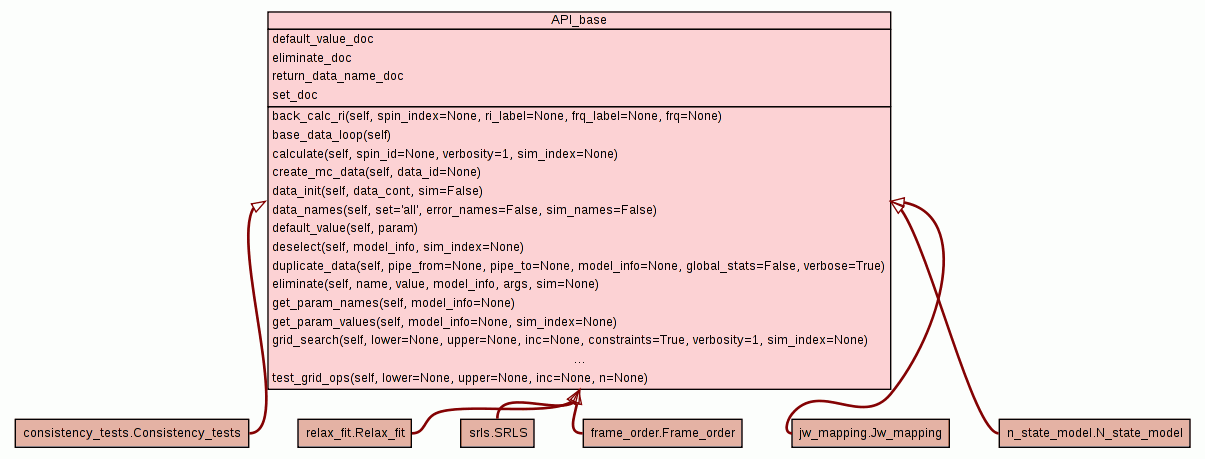 API_base
default_value_doc
eliminate_doc
return_data_name_doc
set_doc
back_calc_ri(self, spin_index=None, ri_label=None, frq_label=None, frq=None)
base_data_loop(self)
calculate(self, spin_id=None, verbosity=1, sim_index=None)
create_mc_data(self, data_id=None)
data_init(self, data_cont, sim=False)
data_names(self, set='all', error_names=False, sim_names=False)
default_value(self, param)
deselect(self, model_info, sim_index=None)
duplicate_data(self, pipe_from=None, pipe_to=None, model_info=None, global_stats=False, verbose=True)
eliminate(self, name, value, model_info, args, sim=None)
get_param_names(self, model_info=None)
get_param_values(self, model_info=None, sim_index=None)
grid_search(self, lower=None, upper=None, inc=None, constraints=True, verbosity=1, sim_index=None)
...
test_grid_ops(self, lower=None, upper=None, inc=None, n=None)
consistency_tests.Consistency_tests
relax_fit.Relax_fit
srls.SRLS
frame_order.Frame_order
jw_mapping.Jw_mapping
n_state_model.N_state_model